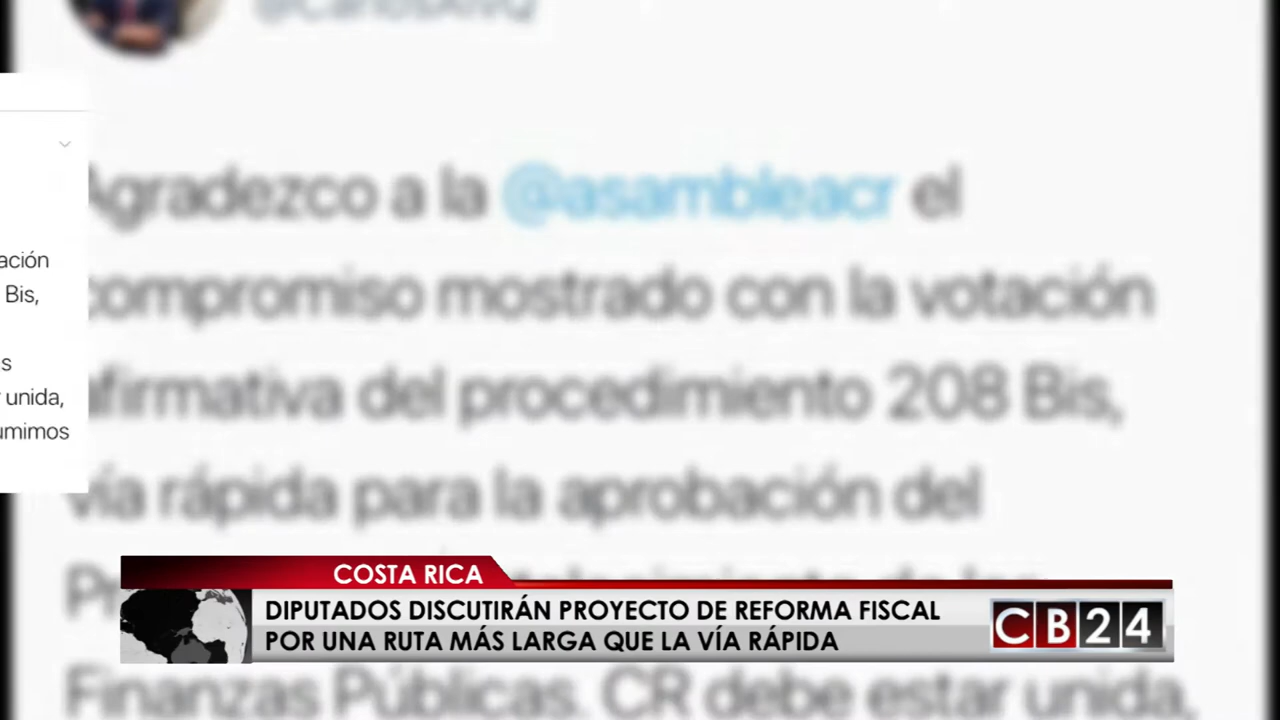 @CarlosAlvQ
Agradezco a la @asambleacr el
compromiso mostrado con la votación
afirmativa del procedimiento 208 Bis,
vía rápida para la aprobación del
Finanzas Públicas. CR debe estar unida,
ación
Bis,
s
unida,
umimos
COSTA RICA
DIPUTADOS DISCUTIRÁN PROYECTO DE REFORMA FISCAL
POR UNA RUTA MÁS LARGA QUE LA VÍA RÁPIDA
CB24